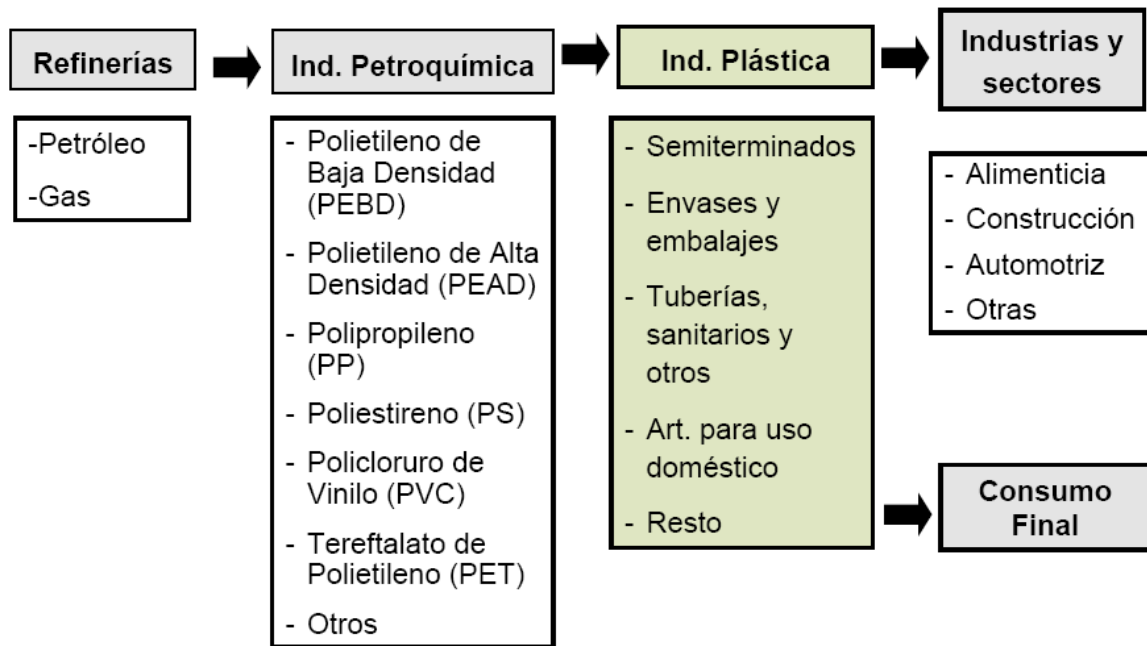 Refinerías
-Petróleo
-Gas
Ind. Petroquímica
- Polietileno de
Baja Densidad
(PEBD)
- Polietileno de Alta
Densidad (PEAD)
- Polipropileno
(PP)
- Poliestireno (PS)
- Policloruro de
Vinilo (PVC)
- Tereftalato de
Polietileno (PET)
- Otros
Ind. Plástica
- Semiterminados
- Envases y
embalajes
- Tuberías,
sanitarios y
otros
- Art. para uso
doméstico
- Resto
Industrias y
sectores
- Alimenticia
- Construcción
- Automotriz
- Otras
Consumo
Final